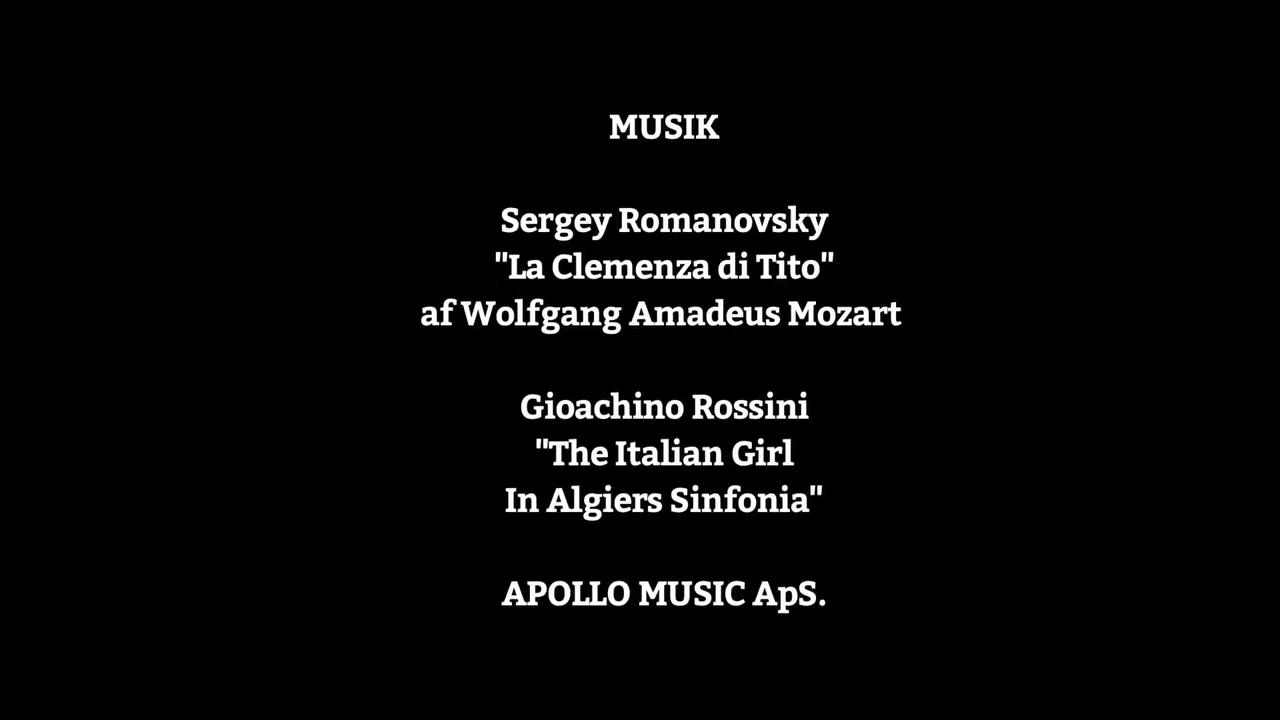 MUSIK
Sergey Romanovsky
"La Clemenza di Tito"
af Wolfgang Amadeus Mozart
Gioachino Rossini
"The Italian Girl
In Algiers Sinfonia"
APOLLO MUSIC ApS.